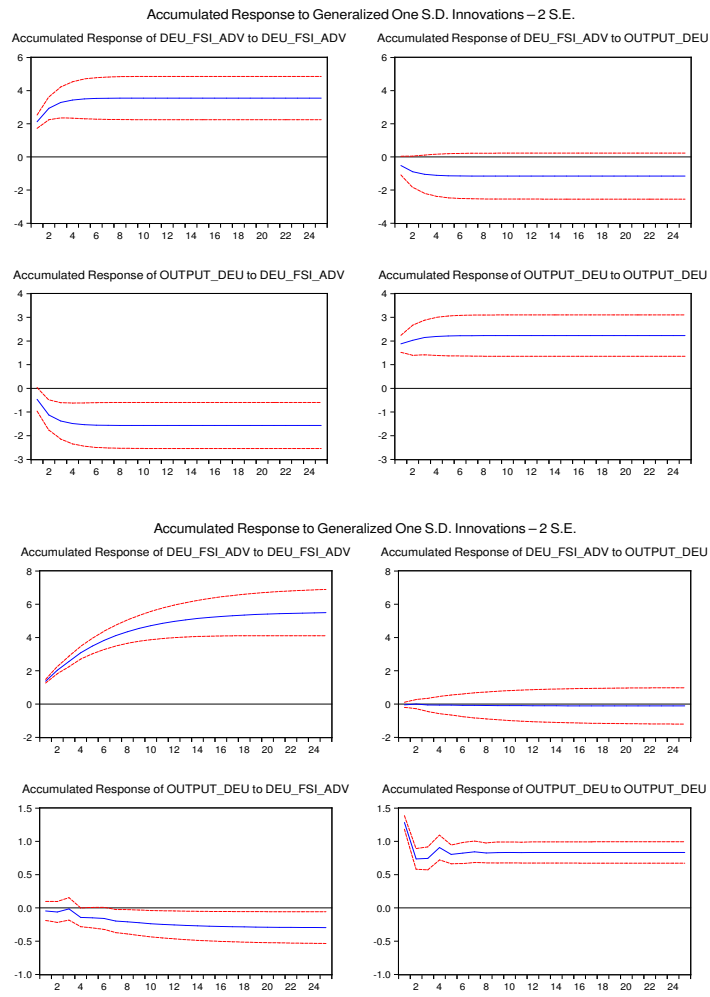 Accumulated Response to Generalized One S.D. Innovations – 2 S.E.
Accumulated Response of DEU_FSI_ADV to DEU_FSI_ADV
6
4
2
0
-2
-4
2 4 6 8 10 12 14 16 18 20 22 24
Accumulated Response of DEU_FSI_ADV to OUTPUT_DEU
6
4
2
0
-2
-4
2 4 6 8 10 12 14 16 18 20 22 24
Accumulated Response of OUTPUT_DEU to DEU_FSI_ADV
4
3
2
1
0
-1
-2
-3
2 4 6 8 10 12 14 16 18 20 22 24
Accumulated Response of OUTPUT_DEU to OUTPUT_DEU
4
3
2
1
0
-1
-2
-3
2 4 6 8 10 12 14 16 18 20 22 24
Accumulated Response to Generalized One S.D. Innovations – 2 S.E.
Accumulated Response of DEU_FSI_ADV to DEU_FSI_ADV
8
6
4
2
0
-2
2 4 6 8 10 12 14 16 18 20 22 24
Accumulated Response of DEU_FSI_ADV to OUTPUT_DEU
8
6
4
2
0
-2
2 4 6 8 10 12 14 16 18 20 22 24
Accumulated Response of OUTPUT_DEU to DEU_FSI_ADV
1.5
1.0
0.5
0.0
-0.5
-1.0
2 4 6 8 10 12 14 16 18 20 22 24
Accumulated Response of OUTPUT_DEU to OUTPUT_DEU
1.5
1.0
0.5
0.0
-0.5
-1.0
2 4 6 8 10 12 14 16 18 20 22 24